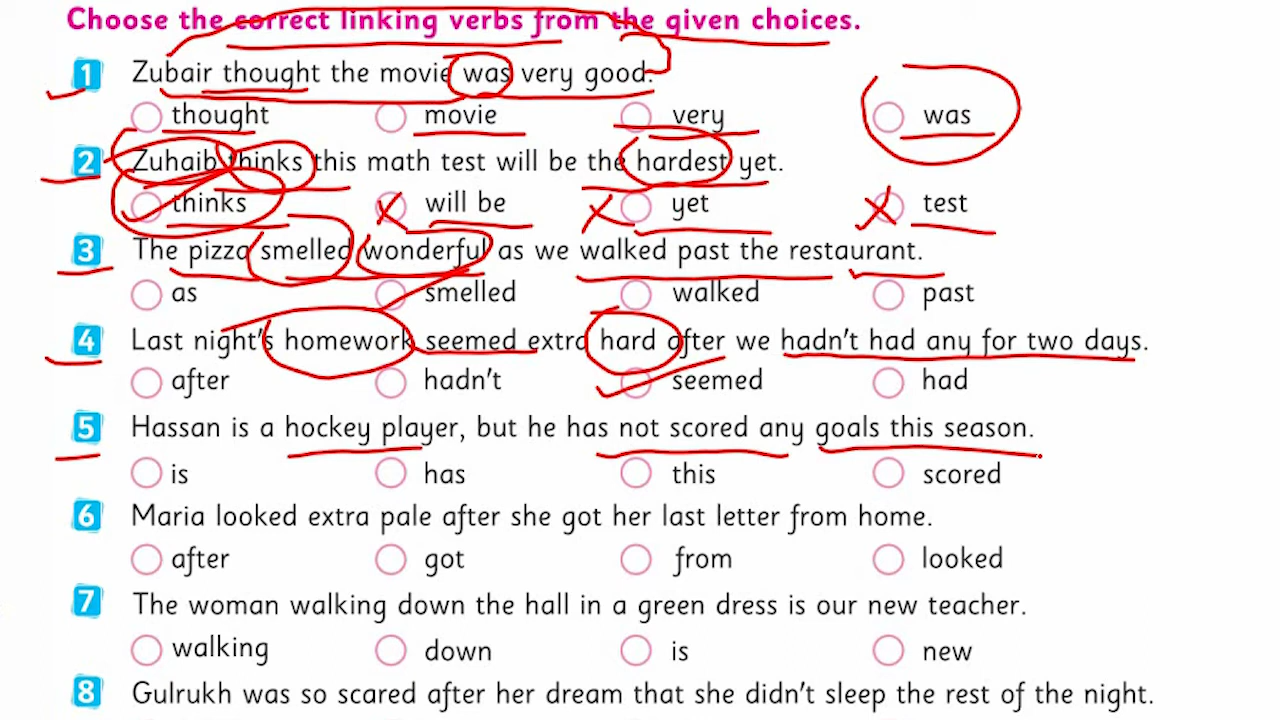 Choose the correct linking verbs from the given choices.
1 Zubair thought the movie was very good.
thought movie very was
2 Zuhaib thinks this math test will be the hardest yet.
thinks will be yet test
3 The pizza smelled wonderful as we walked past the restaurant.
as smelled walked past
4 Last night's homework seemed extra hard after we hadn't had any for two days.
after hadn't seemed had
5 Hassan is a hockey player, but he has not scored any goals this season.
is has this scored
6 Maria looked extra pale after she got her last letter from home.
after got from looked
7 The woman walking down the hall in a green dress is our new teacher.
walking down is new
8 Gulrukh was so scared after her dream that she didn't sleep the rest of the night.